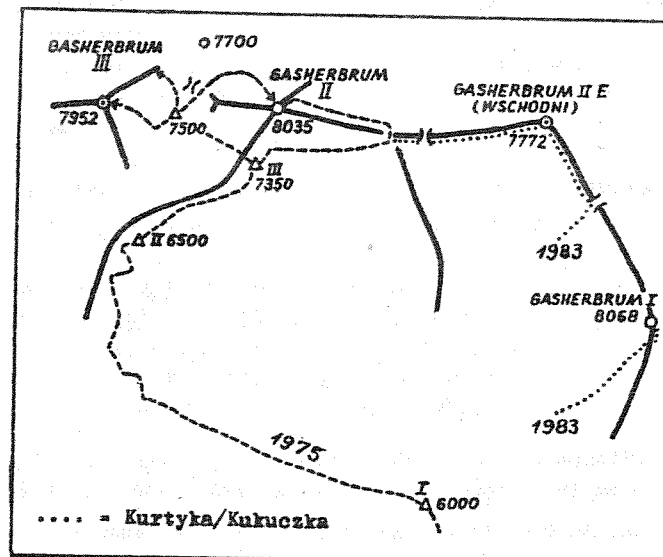 7700
GASHERBRUM
III
GASHERBRUM
II
GASHERBRUM II E
(WSCHODNI)
7952
7500
8035
7772
III
7350
II 6500
1983
GASHERBRUM I
8068
1983
1975
I
6000
.... = Kurtyka/Kukuczka